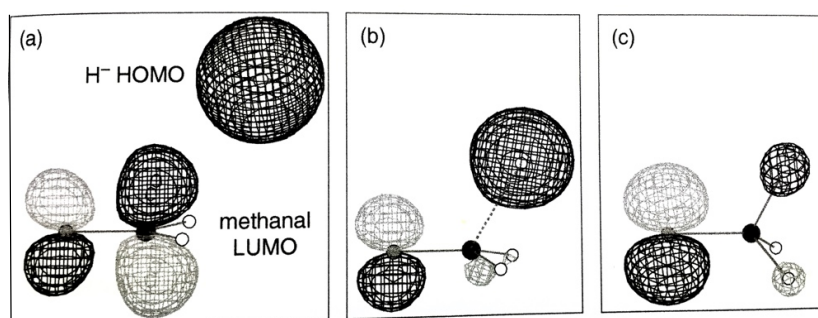 (a)
H⁻ HOMO
methanal
LUMO
(b)
(c)